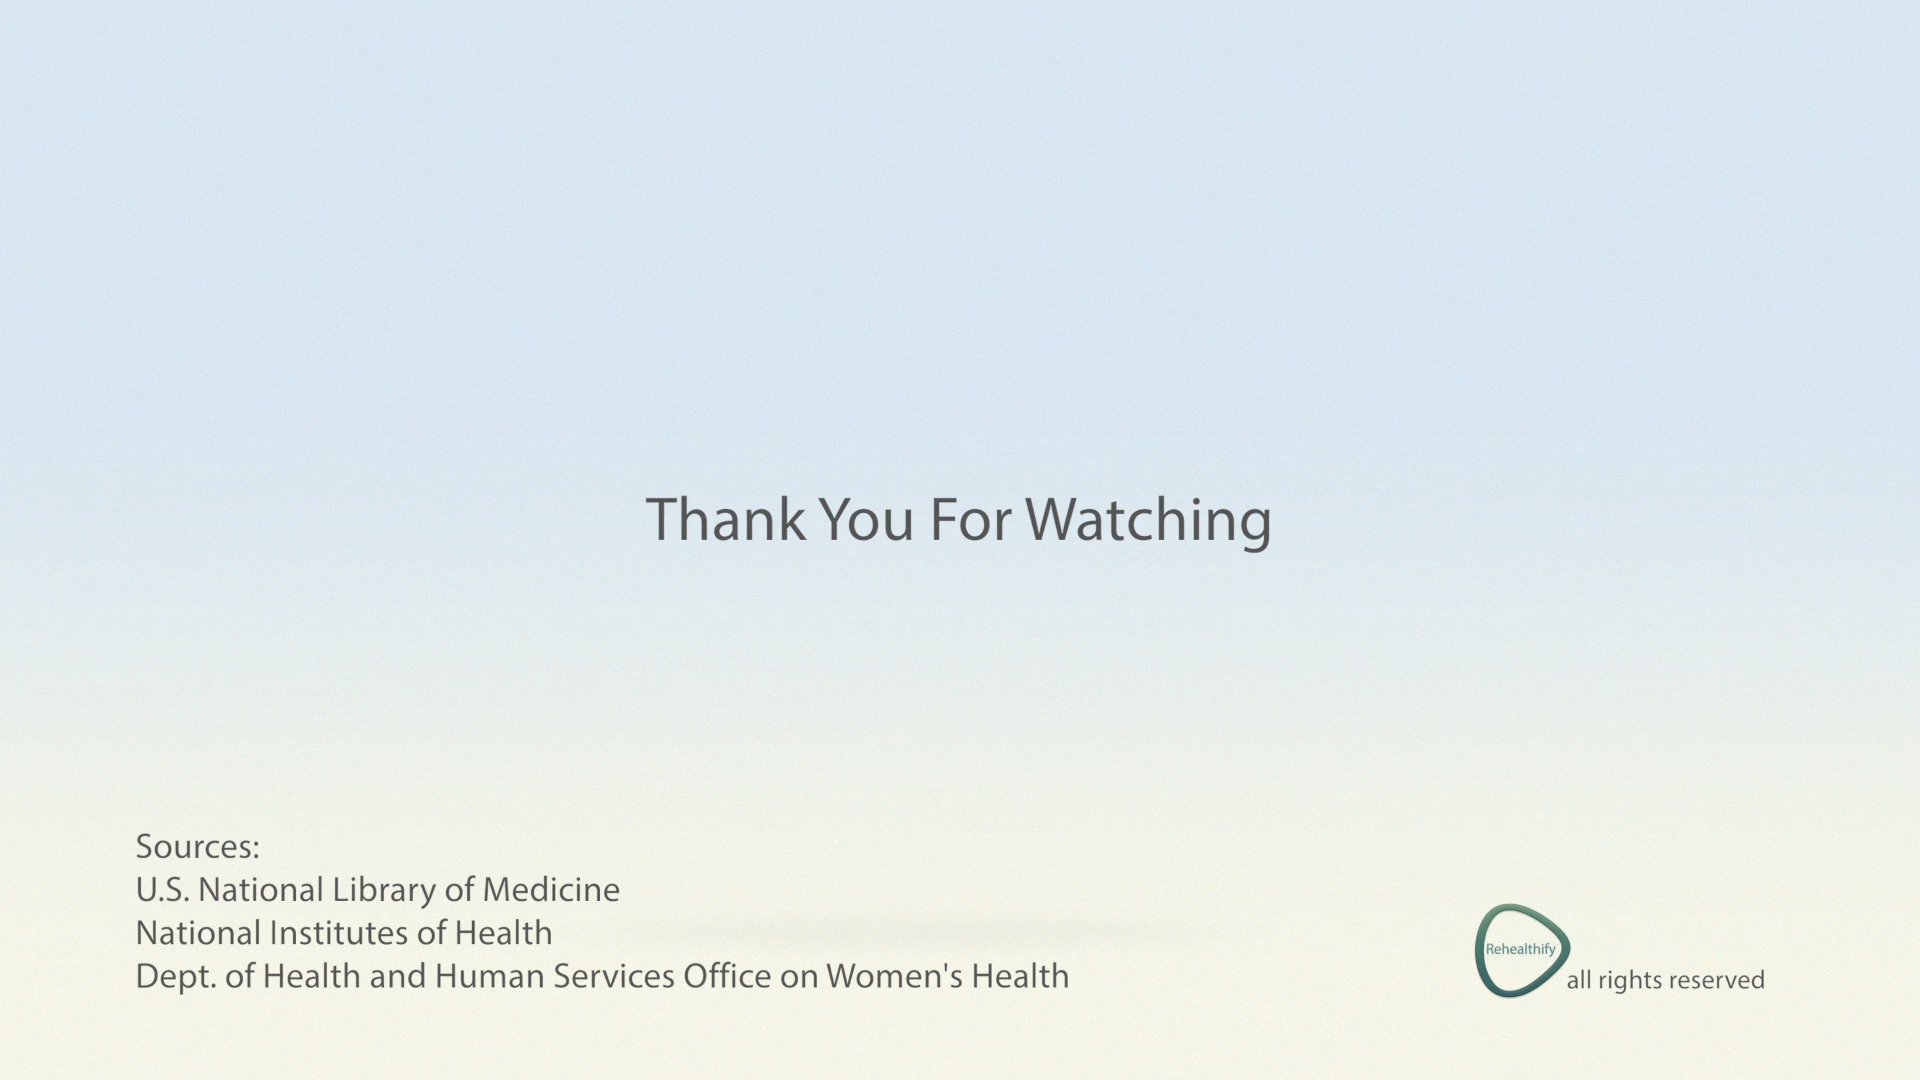 Thank You For Watching
Sources:
U.S. National Library of Medicine
National Institutes of Health
Dept. of Health and Human Services Office on Women's Health
Rehealthify
all rights reserved